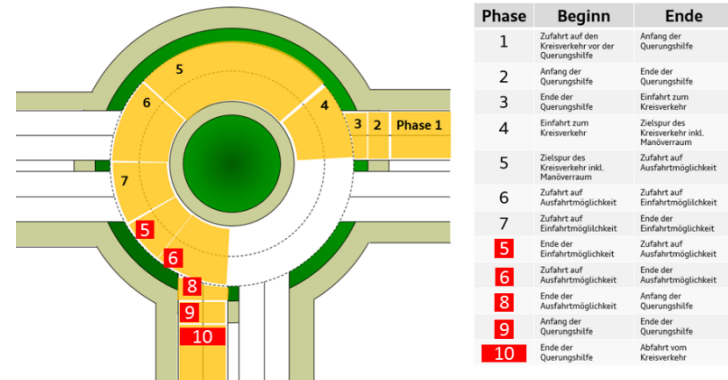 5
6
4
7
3 2 Phase 1
5
6
8
9
10
Phase Beginn Ende
1
Zufahrt auf den
Kreisverkehr vor der
Querungshilfe
Anfang der
Querungshilfe
2
Anfang der
Querungshilfe
Ende der
Querungshilfe
3
Ende der
Querungshilfe
Einfahrt zum
Kreisverkehr
4
Einfahrt zum
Kreisverkehr
Zielspur des
Kreisverkehr inkl.
Manöverraum
5
Zielspur des
Kreisverkehr inkl.
Manöverraum
Zufahrt auf
Ausfahrtmöglichkeit
6
Zufahrt auf
Ausfahrtmöglichkeit
Zufahrt auf
Einfahrtmöglilchkeit
7
Zufahrt auf
Einfahrtmöglilchkeit
Ende der
Einfahrtmöglichkeit
5
Ende der
Einfahrtmöglichkeit
Zufahrt auf
Ausfahrtmöglichkeit
6
Zufahrt auf
Ausfahrtmöglichkeit
Ende der
Ausfahrtmöglichkeit
8
Ende der
Ausfahrtmöglichkeit
Anfang der
Querungshilfe
9
Anfang der
Querungshilfe
Ende der
Querungshilfe
10
Ende der
Querungshilfe
Abfahrt vom
Kreisverkehr